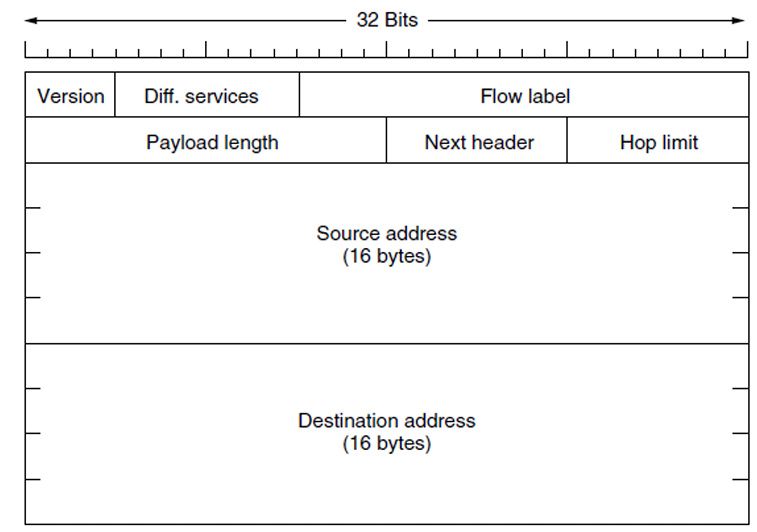 32 Bits
Version Diff. services Flow label
Payload length Next header Hop limit
Source address
(16 bytes)
Destination address
(16 bytes)